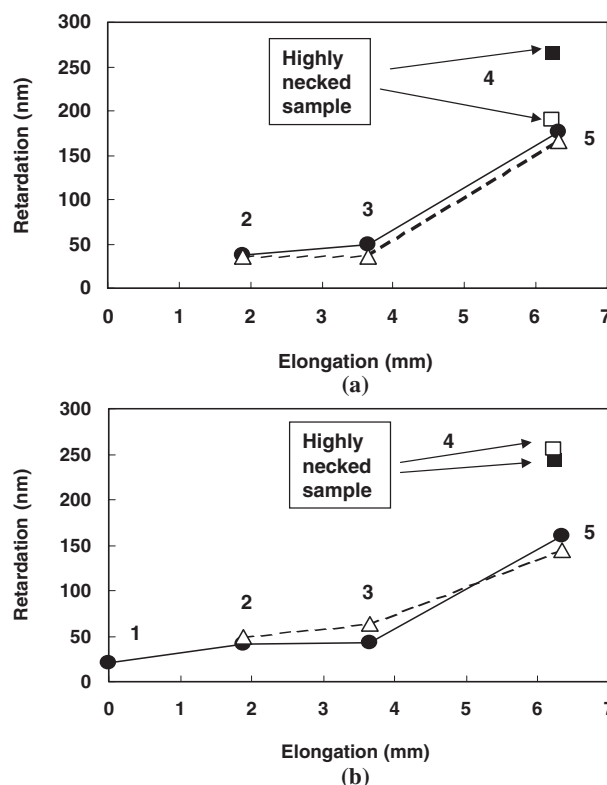 300
250
200
150
100
50
0
Retardation (nm)
Highly
necked
sample
4
5
3
2
0 1 2 3 4 5 6 7
Elongation (mm)
(a)
300
250
200
150
100
50
0
Retardation (nm)
Highly
necked
sample
4
5
3
2
1
0 1 2 3 4 5 6 7
Elongation (mm)
(b)